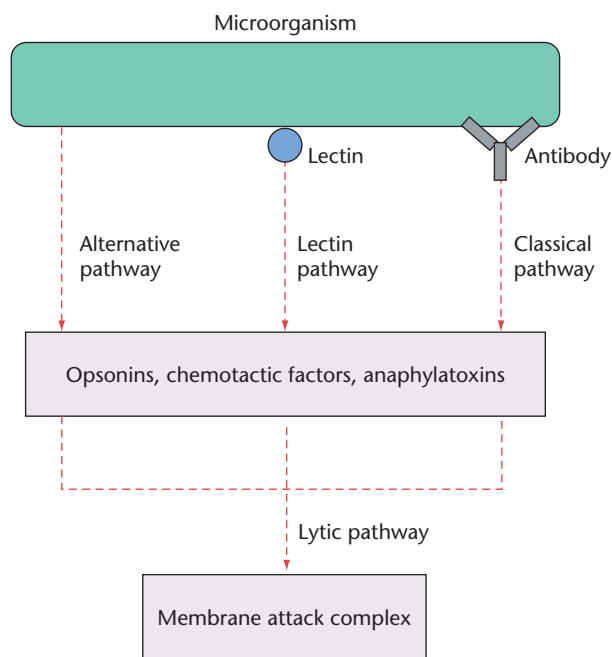 Microorganism
Lectin
Antibody
Alternative
pathway
Lectin
pathway
Classical
pathway
Opsonins, chemotactic factors, anaphylatoxins
Lytic pathway
Membrane attack complex